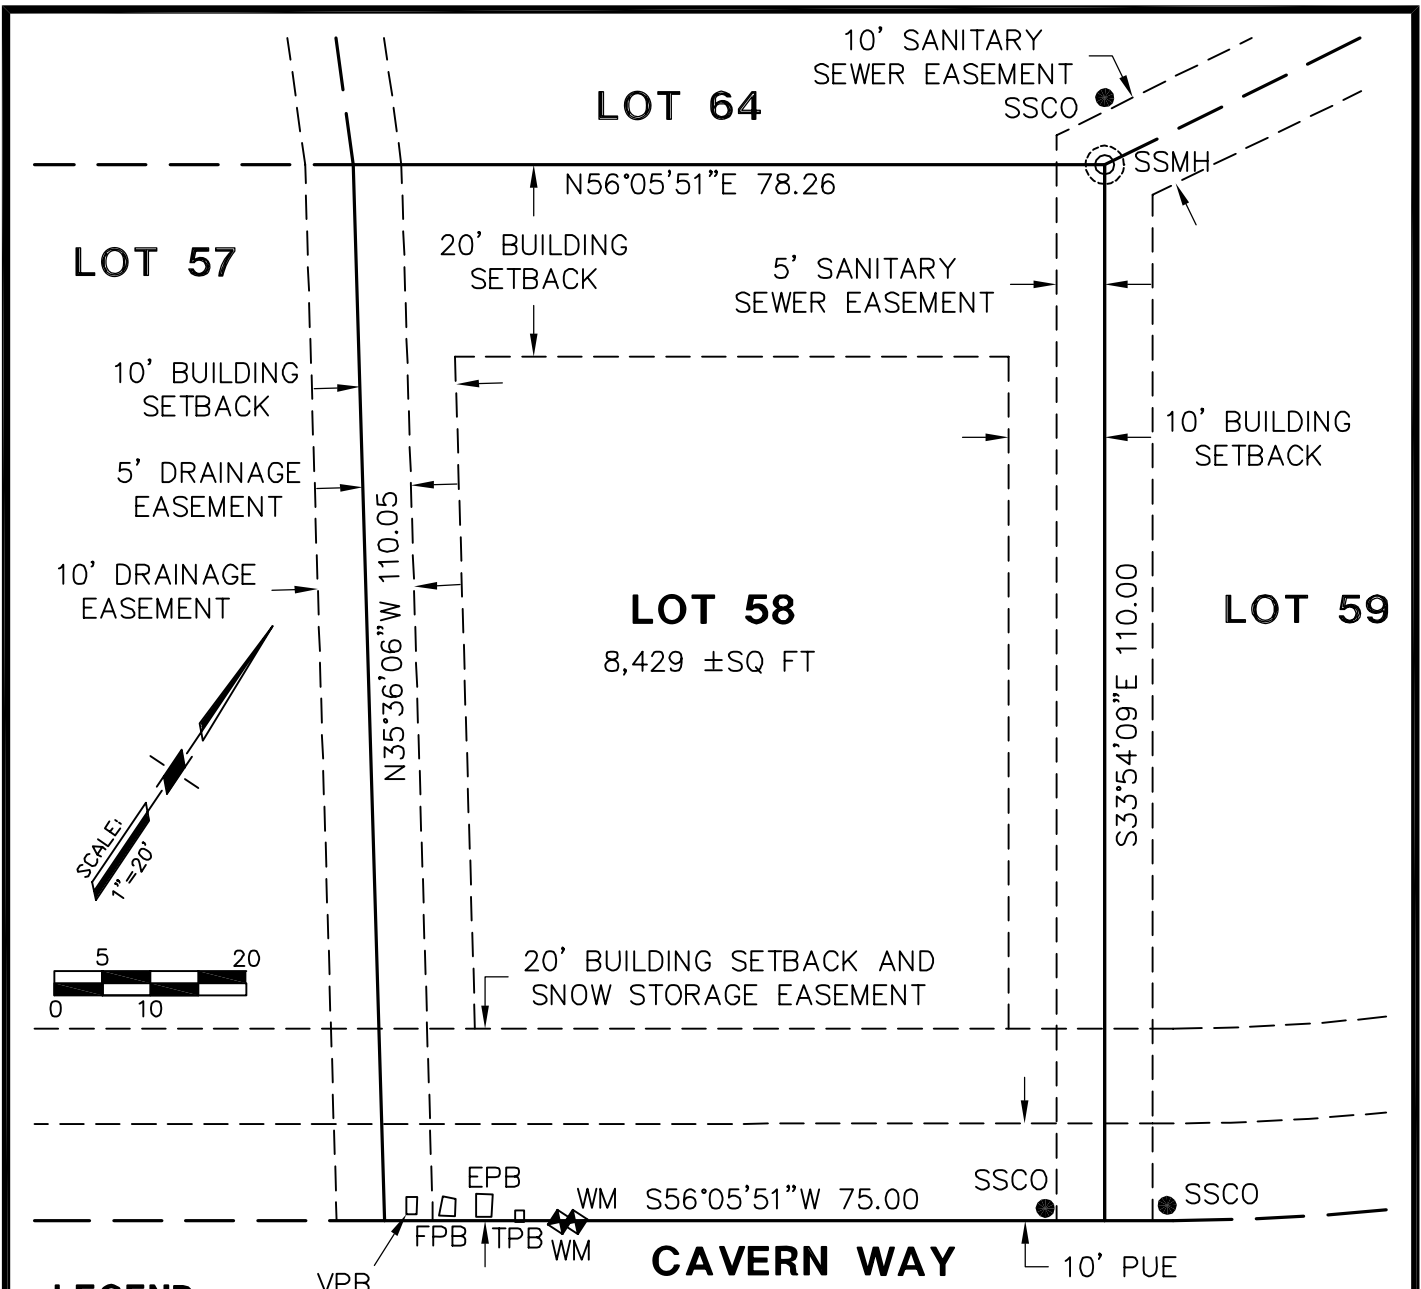 10' SANITARY
SEWER EASEMENT
SSCO
LOT 64
SSMH
N56°05'51"E 78.26
LOT 57
20' BUILDING
SETBACK
5' SANITARY
SEWER EASEMENT
10' BUILDING
SETBACK
10' BUILDING
SETBACK
5' DRAINAGE
EASEMENT
N35°36'06"W 110.05
10' DRAINAGE
EASEMENT
LOT 58
8,429 ±SQ FT
S33°54'09"E 110.00
LOT 59
SCALE:
1"=20'
5 20
0 10
20' BUILDING SETBACK AND
SNOW STORAGE EASEMENT
EPB
WM
S56°05'51"W 75.00
SSCO
SSCO
FPB
TPB
WM
CAVERN WAY
10' PUE
VPB
LEGEND